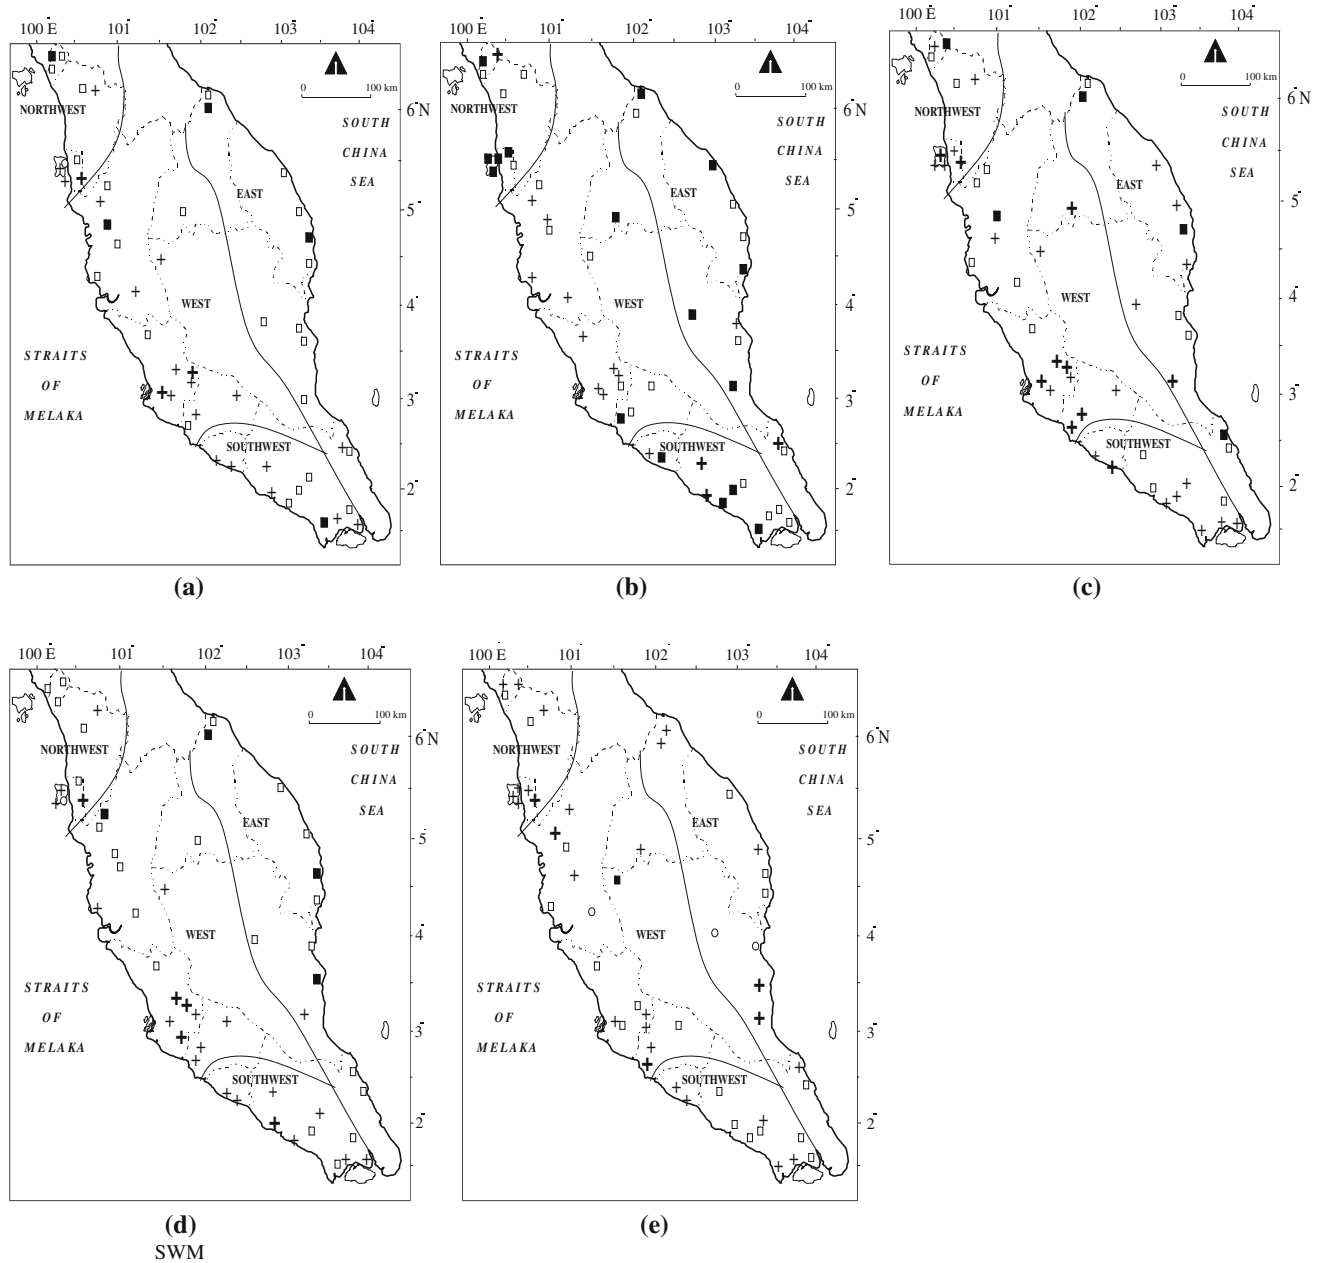 100 E 101 102 103 104
0 100 km
NORTHWEST
6 N
SOUTH
CHINA
SEA
EAST
5
WEST
4
STRAITS
OF
MELAKA
3
SOUTHWEST
2
(a)
100 E 101 102 103 104
0 100 km
NORTHWEST
6 N
SOUTH
CHINA
SEA
EAST
5
WEST
4
STRAITS
OF
MELAKA
3
SOUTHWEST
2
(b)
100 E 101 102 103 104
0 100 km
NORTHWEST
6 N
SOUTH
CHINA
SEA
EAST
5
WEST
4
STRAITS
OF
MELAKA
3
SOUTHWEST
2
(c)
100 E 101 102 103 104
0 100 km
NORTHWEST
6 N
SOUTH
CHINA
SEA
EAST
5
WEST
4
STRAITS
OF
MELAKA
3
SOUTHWEST
2
(d)
SWM
100 E 101 102 103 104
0 100 km
NORTHWEST
6 N
SOUTH
CHINA
SEA
EAST
5
WEST
4
STRAITS
OF
MELAKA
3
SOUTHWEST
2
(e)